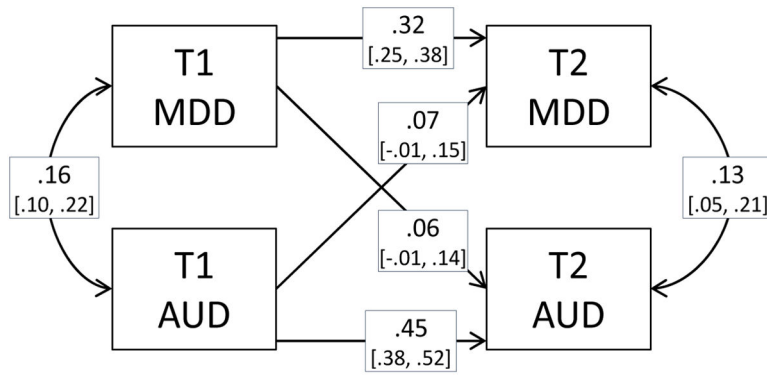 T1
MDD
.32
[.25, .38]
T2
MDD
.07
[-.01, .15]
.16
[.10, .22]
.13
[.05, .21]
.06
[-.01, .14]
T1
AUD
.45
[.38, .52]
T2
AUD